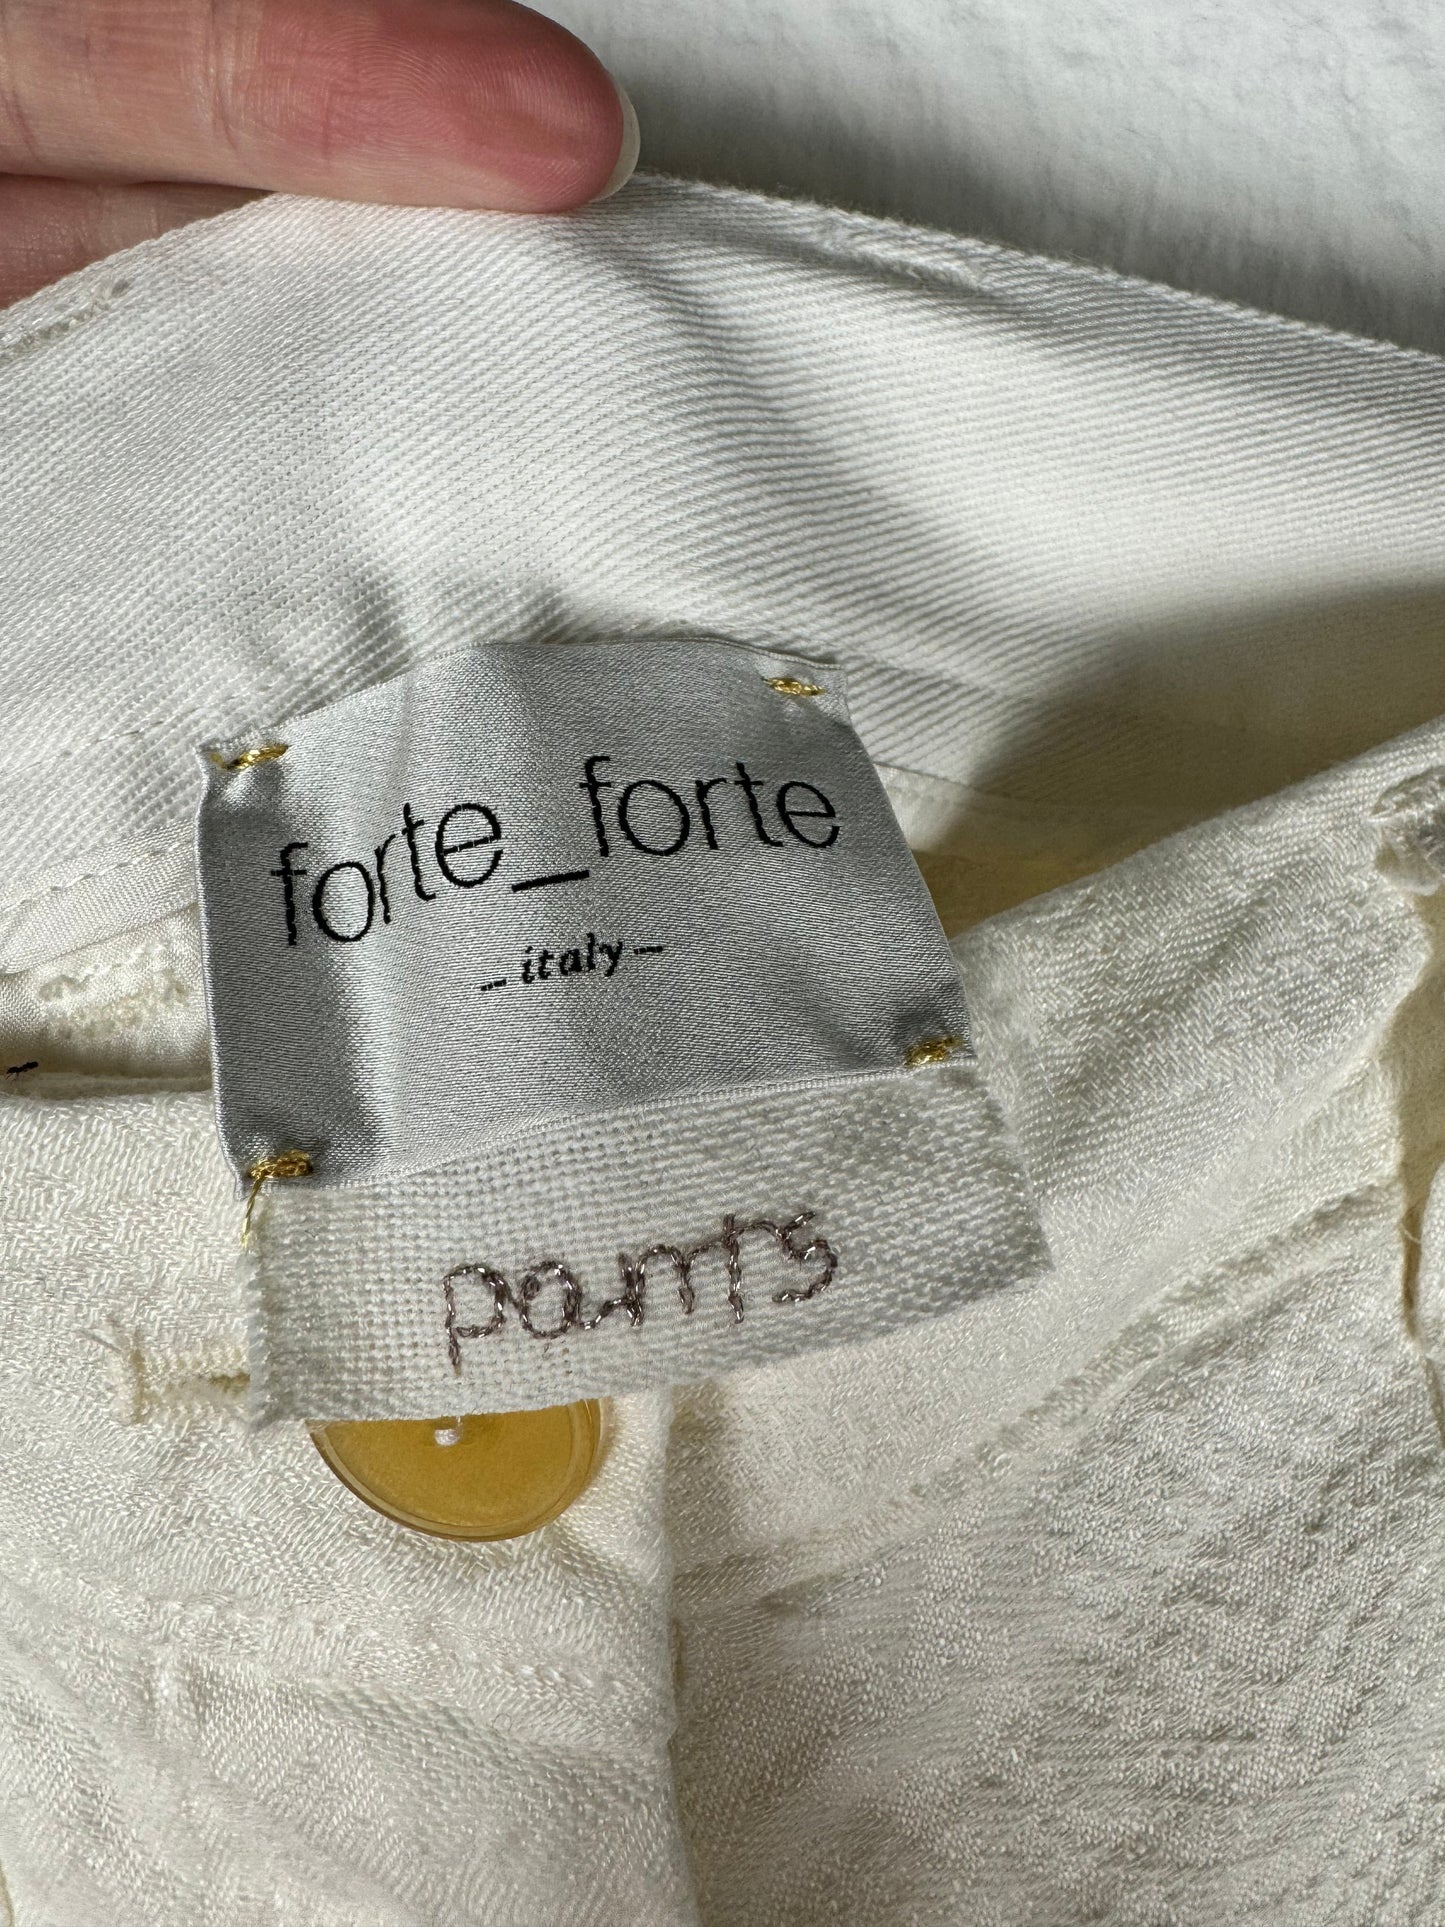 forte_forte
– italy –
pants